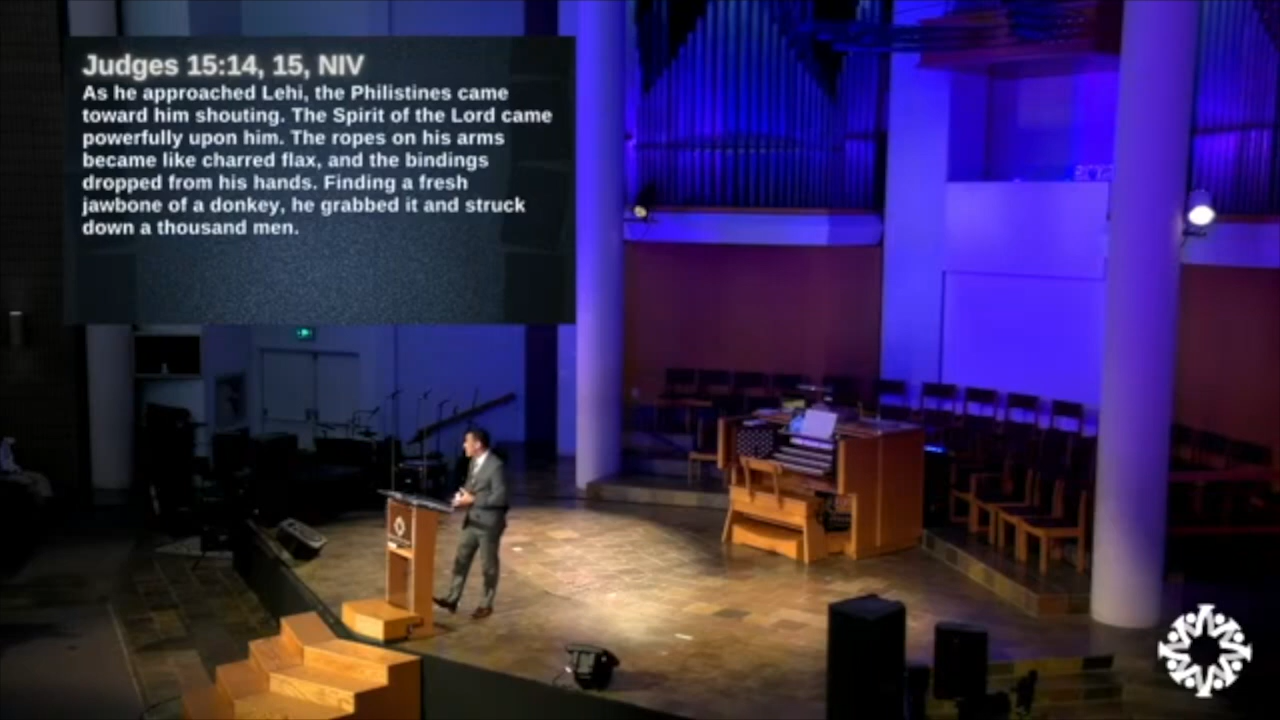 Judges 15:14, 15, NIV
As he approached Lehi, the Philistines came
toward him shouting. The Spirit of the Lord came
powerfully upon him. The ropes on his arms
became like charred flax, and the bindings
dropped from his hands. Finding a fresh
jawbone of a donkey, he grabbed it and struck
down a thousand men.